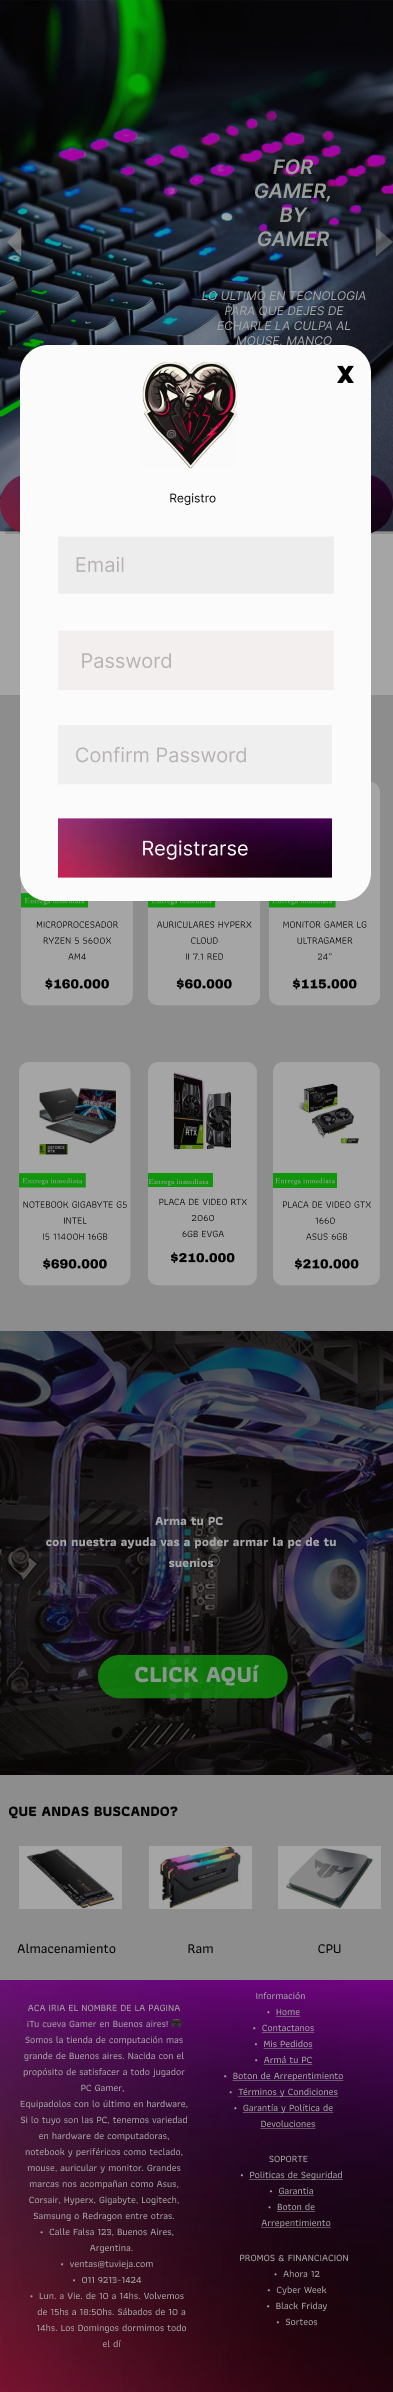 FOR
GAMER,
BY
GAMER
LO ULTIMO EN TECNOLOGIA
PARA QUE DEJES DE
ECHARLE LA CULPA AL
MOUSE, MANCO
X
Registro
Email
Password
Confirm Password
Registrarse
Entrega inmediata
Entrega inmediata
Entrega inmediata
MICROPROCESADOR
RYZEN 5 5600X
AM4
$160.000
AURICULARES HYPERX
CLOUD
II 7.1 RED
$60.000
MONITOR GAMER LG
ULTRAGAMER
24"
$115.000
Entrega inmediata
NOTEBOOK GIGABYTE G5
INTEL
I5 11400H 16GB
$690.000
Entrega inmediata
PLACA DE VIDEO RTX
2060
6GB EVGA
$210.000
Entrega inmediata
PLACA DE VIDEO GTX
1660
ASUS 6GB
$210.000
Arma tu PC
con nuestra ayuda vas a poder armar la pc de tu
suenios
CLICK AQUí
QUE ANDAS BUSCANDO?
Almacenamiento
Ram
CPU
ACA IRIA EL NOMBRE DE LA PAGINA
¡Tu cueva Gamer en Buenos aires! 🎮
Somos la tienda de computación mas
grande de Buenos aires. Nacida con el
propósito de satisfacer a todo jugador
PC Gamer,
Equipadolos con lo último en hardware,
Si lo tuyo son las PC, tenemos variedad
en hardware de computadoras,
notebook y periféricos como teclado,
mouse, auricular y monitor. Grandes
marcas nos acompañan como Asus,
Corsair, Hyperx, Gigabyte, Logitech,
Samsung o Redragon entre otras.
• Calle Falsa 123, Buenos Aires,
Argentina.
• ventas@tuvieja.com
• 011 9213-1424
• Lun. a Vie. de 10 a 14hs. Volvemos
de 15hs a 18:50hs. Sábados de 10 a
14hs. Los Domingos dormimos todo
el dí
Información
• Home
• Contactanos
• Mis Pedidos
• Armá tu PC
• Boton de Arrepentimiento
• Términos y Condiciones
• Garantía y Política de
Devoluciones
SOPORTE
• Politicas de Seguridad
• Garantia
• Boton de
Arrepentimiento
PROMOS & FINANCIACION
• Ahora 12
• Cyber Week
• Black Friday
• Sorteos